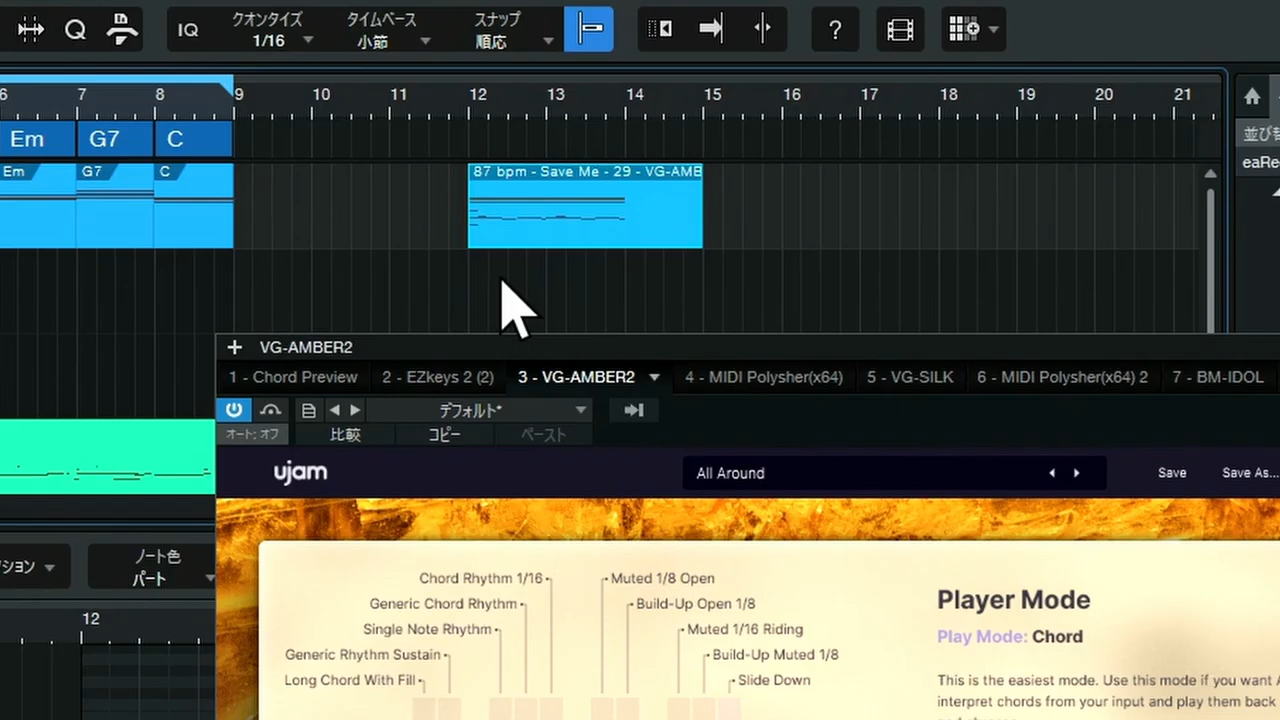 IQ
クオンタイズ
1/16
タイムベース
小節
スナップ
順応
?
6 7 8 9 10 11 12 13 14 15 16 17 18 19 20 21
Em G7 C
並び
eaRe
Em G7 C
87 bpm - Save Me - 29 - VG-AMB
+ VG-AMBER2
1 - Chord Preview 2 - EZkeys 2 (2) 3 - VG-AMBER2 4 - MIDI Polysher(x64) 5 - VG-SILK 6 - MIDI Polysher(x64) 2 7 - BM-IDOL
デフォルト*
オート: オフ 比較 コピー ペースト
ujam All Around Save Save As...
ション
ノート色
パート
12
Chord Rhythm 1/16
Generic Chord Rhythm
Single Note Rhythm
Generic Rhythm Sustain
Long Chord With Fill
Muted 1/8 Open
Build-Up Open 1/8
Muted 1/16 Riding
Build-Up Muted 1/8
Slide Down
Player Mode
Play Mode: Chord
This is the easiest mode. Use this mode if you want A
interpret chords from your input and play them back